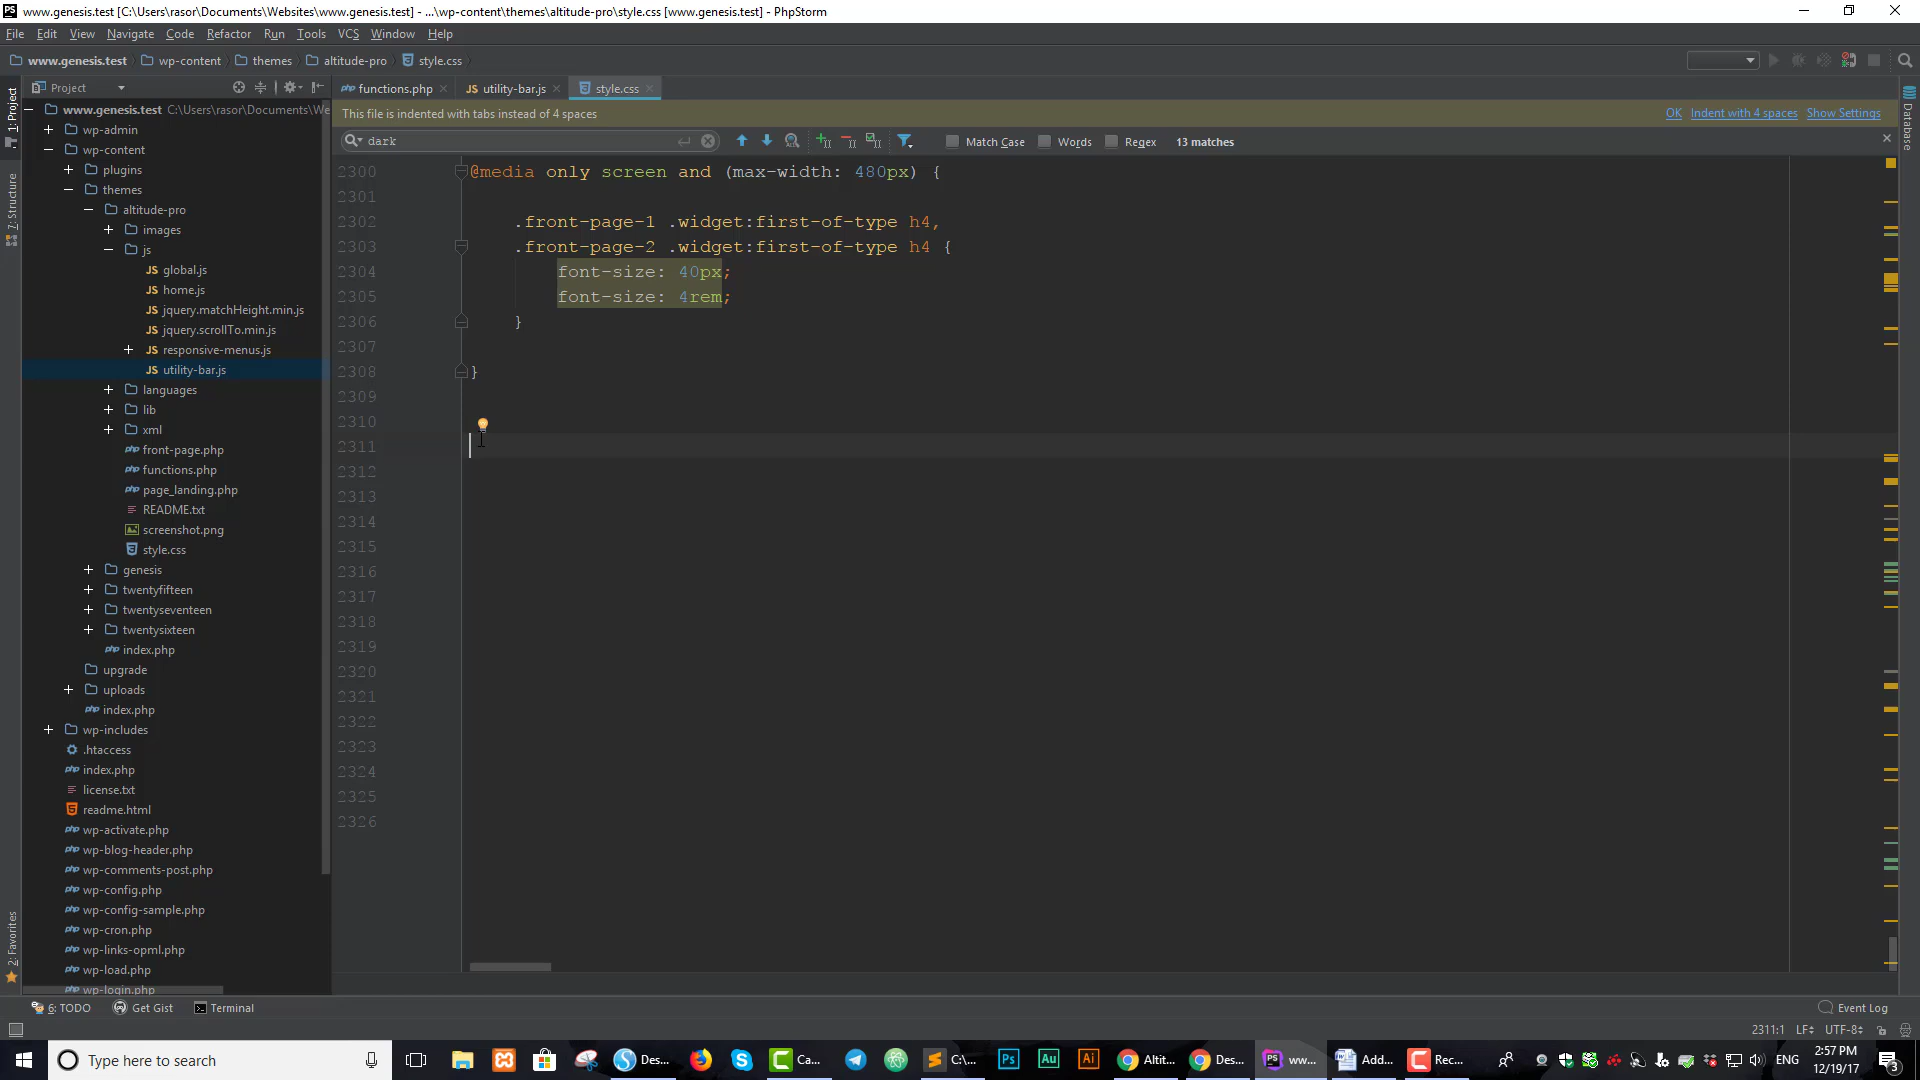 www.genesis.test [C:\Users\rasor\Documents\Websites\www.genesis.test] - ...\wp-content\themes\altitude-pro\style.css [www.genesis.test] - PhpStorm
File Edit View Navigate Code Refactor Run Tools VCS Window Help
www.genesis.test wp-content themes altitude-pro style.css
Project
functions.php utility-bar.js style.css
www.genesis.test C:\Users\rasor\Documents\We
wp-admin
wp-content
plugins
themes
altitude-pro
images
js
global.js
home.js
jquery.matchHeight.min.js
jquery.scrollTo.min.js
responsive-menus.js
utility-bar.js
languages
lib
xml
front-page.php
functions.php
page_landing.php
README.txt
screenshot.png
style.css
genesis
twentyfifteen
twentyseventeen
twentysixteen
index.php
upgrade
uploads
index.php
wp-includes
.htaccess
index.php
license.txt
readme.html
wp-activate.php
wp-blog-header.php
wp-comments-post.php
wp-config.php
wp-config-sample.php
wp-cron.php
wp-links-opml.php
wp-load.php
wp-login.php
1: Project
7: Structure
2: Favorites
This file is indented with tabs instead of 4 spaces
OK Indent with 4 spaces Show Settings
dark
Match Case Words Regex 13 matches
2300 @media only screen and (max-width: 480px) {
2301
2302 .front-page-1 .widget:first-of-type h4,
2303 .front-page-2 .widget:first-of-type h4 {
2304 font-size: 40px;
2305 font-size: 4rem;
2306 }
2307
2308 }
2309
2310
2311
2312
2313
2314
2315
2316
2317
2318
2319
2320
2321
2322
2323
2324
2325
2326
Database
6: TODO Get Gist Terminal
Event Log
2311:1 LF UTF-8
Type here to search
Des... Ca... C:\... Altit... Des... ww... Add... Rec...
ENG
2:57 PM
12/19/17
3